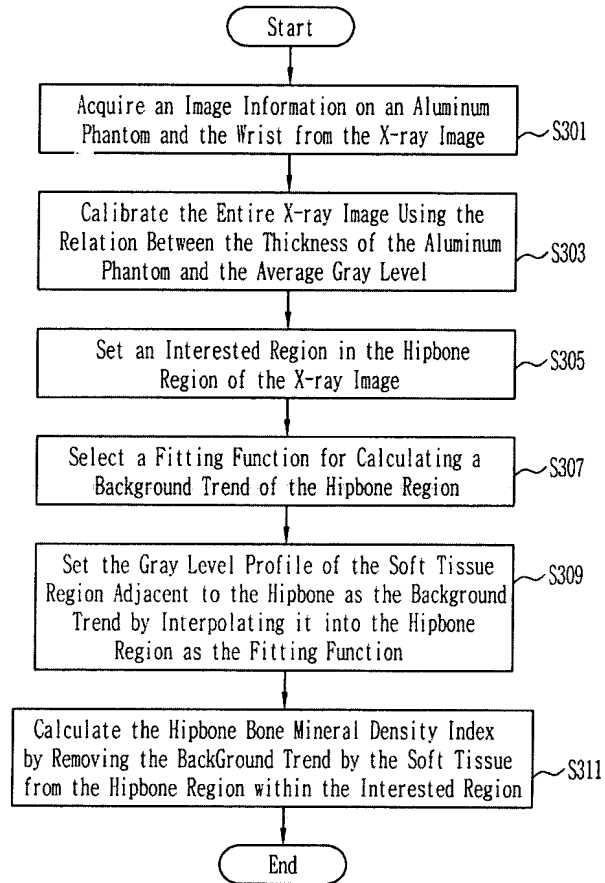 Start
Acquire an Image Information on an Aluminum
Phantom and the Wrist from the X-ray Image
S301
Calibrate the Entire X-ray Image Using the
Relation Between the Thickness of the Aluminum
Phantom and the Average Gray Level
S303
Set an Interested Region in the Hipbone
Region of the X-ray Image
S305
Select a Fitting Function for Calculating a
Background Trend of the Hipbone Region
S307
Set the Gray Level Profile of the Soft Tissue
Region Adjacent to the Hipbone as the Background
Trend by Interpolating it into the Hipbone
Region as the Fitting Function
S309
Calculate the Hipbone Bone Mineral Density Index
by Removing the BackGround Trend by the Soft Tissue
from the Hipbone Region within the Interested Region
S311
End